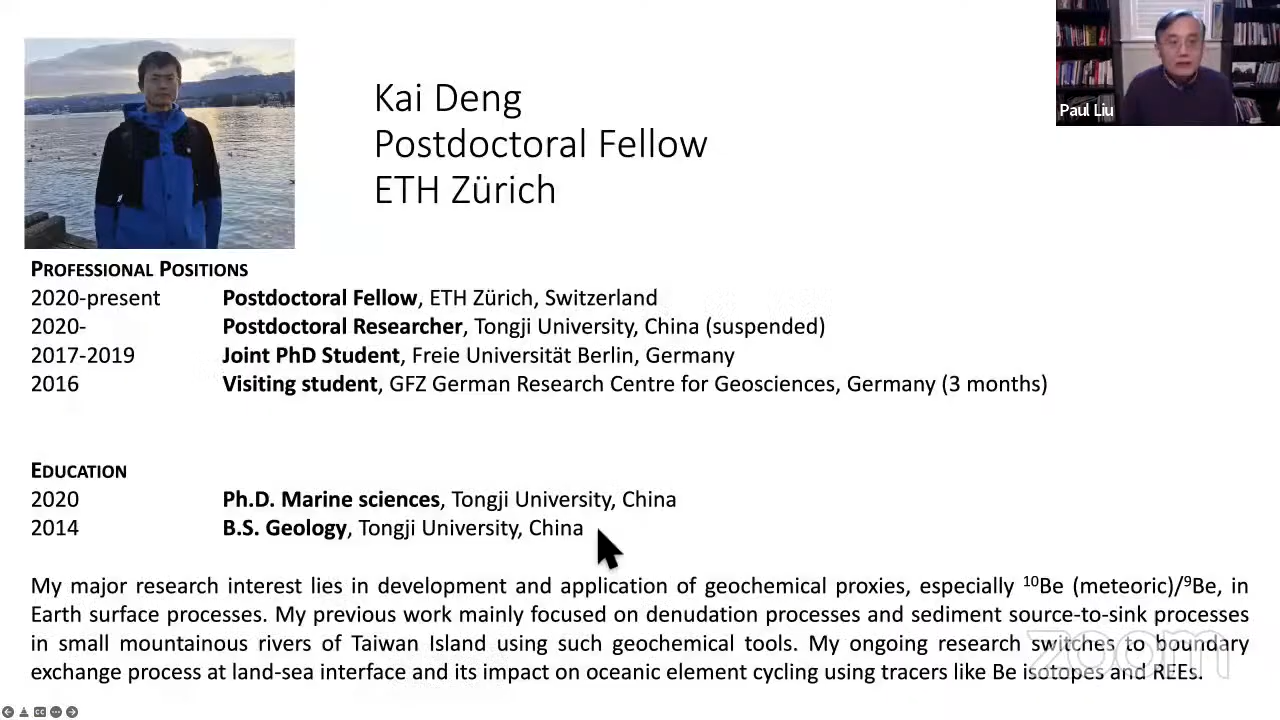 Kai Deng
Postdoctoral Fellow
ETH Zürich
Paul Liu
PROFESSIONAL POSITIONS
2020-present Postdoctoral Fellow, ETH Zürich, Switzerland
2020- Postdoctoral Researcher, Tongji University, China (suspended)
2017-2019 Joint PhD Student, Freie Universität Berlin, Germany
2016 Visiting student, GFZ German Research Centre for Geosciences, Germany (3 months)
EDUCATION
2020 Ph.D. Marine sciences, Tongji University, China
2014 B.S. Geology, Tongji University, China
My major research interest lies in development and application of geochemical proxies, especially ¹⁰Be (meteoric)/⁹Be, in
Earth surface processes. My previous work mainly focused on denudation processes and sediment source-to-sink processes
in small mountainous rivers of Taiwan Island using such geochemical tools. My ongoing research switches to boundary
exchange process at land-sea interface and its impact on oceanic element cycling using tracers like Be isotopes and REEs.
zoom